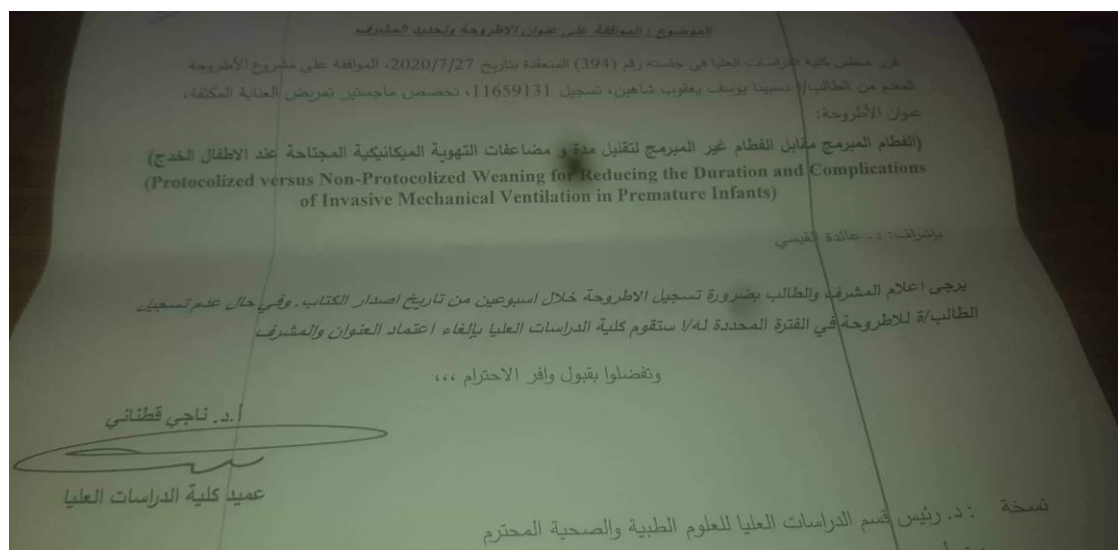 الموضوع : الموافقة على عنوان الاطروحة وتحديد المشرف
قرر مجلس كلية الدراسات العليا في جلسته رقم (394) المنعقدة بتاريخ 2020/7/27، الموافقة على مشروع الأطروحة
المقدم من الطالب/ة نسبينا يوسف يعقوب شاهين، تسجيل 11659131، تخصص ماجستير تمريض العناية المكثفة،
عنوان الأطروحة:
(الفطام المبرمج مقابل الفطام غير المبرمج لتقليل مدة و مضاعفات التهوية الميكانيكية المجتاحة عند الاطفال الخدج)
(Protocolized versus Non-Protocolized Weaning for Reducing the Duration and Complications
of Invasive Mechanical Ventilation in Premature Infants)
بإشراف: د. عائدة القيسي
يرجى اعلام المشرف والطالب بضرورة تسجيل الاطروحة خلال اسبوعين من تاريخ اصدار الكتاب. وفي حال عدم تسجيل
الطالب/ة للاطروحة في الفترة المحددة له/ا ستقوم كلية الدراسات العليا بإلغاء اعتماد العنوان والمشرف
وتفضلوا بقبول وافر الاحترام ،،،
أ.د. ناجي قطناني
عميد كلية الدراسات العليا
نسخة : د. رئيس قسم الدراسات العليا للعلوم الطبية والصحية المحترم